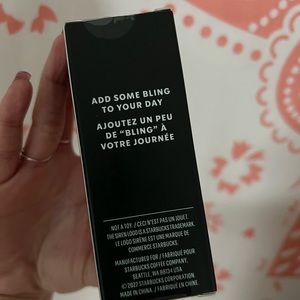 ADD SOME BLING
TO YOUR DAY
AJOUTEZ UN PEU
DE "BLING" À
VOTRE JOURNÉE
NOT A TOY. / CECI N'EST PAS UN JOUET.
THE SIREN LOGO IS A STARBUCKS TRADEMARK.
LE LOGO SIRÈNE EST UNE MARQUE DE
COMMERCE STARBUCKS.
MANUFACTURED FOR / FABRIQUÉ POUR
STARBUCKS COFFEE COMPANY,
SEATTLE, WA 98134 USA
© 2022 STARBUCKS CORPORATION
MADE IN CHINA / FABRIQUÉ EN CHINE